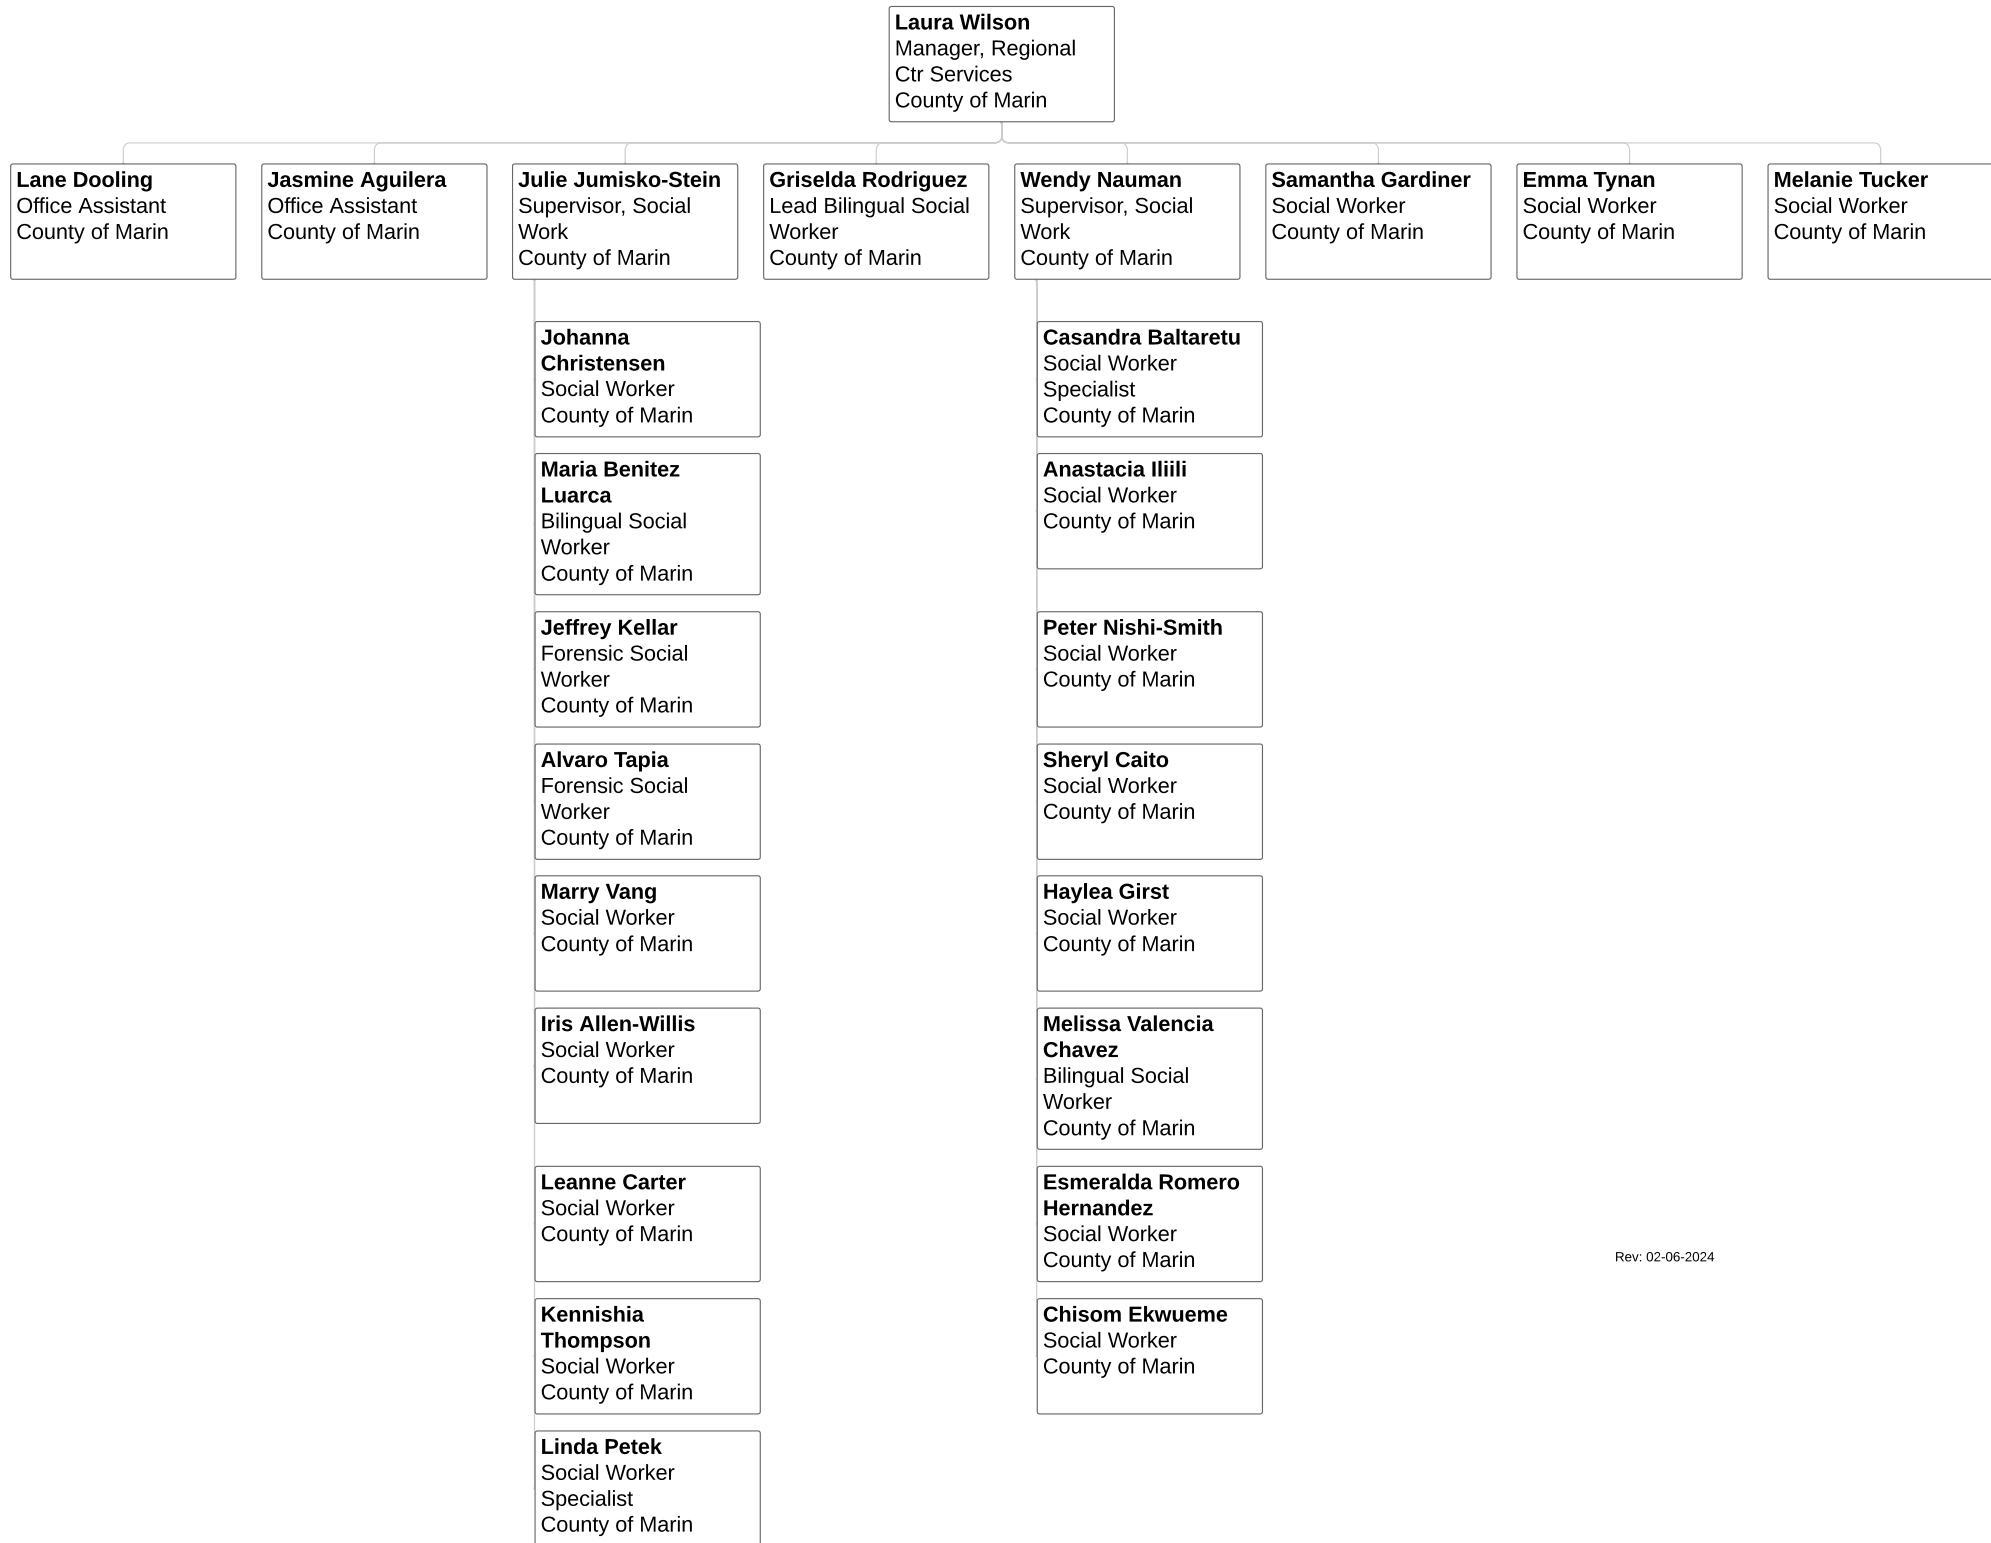 Laura Wilson
Manager, Regional
Ctr Services
County of Marin
Lane Dooling
Office Assistant
County of Marin
Jasmine Aguilera
Office Assistant
County of Marin
Julie Jumisko-Stein
Supervisor, Social
Work
County of Marin
Griselda Rodriguez
Lead Bilingual Social
Worker
County of Marin
Wendy Nauman
Supervisor, Social
Work
County of Marin
Samantha Gardiner
Social Worker
County of Marin
Emma Tynan
Social Worker
County of Marin
Melanie Tucker
Social Worker
County of Marin
Johanna
Christensen
Social Worker
County of Marin
Maria Benitez
Luarca
Bilingual Social
Worker
County of Marin
Jeffrey Kellar
Forensic Social
Worker
County of Marin
Alvaro Tapia
Forensic Social
Worker
County of Marin
Marry Vang
Social Worker
County of Marin
Iris Allen-Willis
Social Worker
County of Marin
Leanne Carter
Social Worker
County of Marin
Kennishia
Thompson
Social Worker
County of Marin
Linda Petek
Social Worker
Specialist
County of Marin
Casandra Baltaretu
Social Worker
Specialist
County of Marin
Anastacia Iliili
Social Worker
County of Marin
Peter Nishi-Smith
Social Worker
County of Marin
Sheryl Caito
Social Worker
County of Marin
Haylea Girst
Social Worker
County of Marin
Melissa Valencia
Chavez
Bilingual Social
Worker
County of Marin
Esmeralda Romero
Hernandez
Social Worker
County of Marin
Chisom Ekwueme
Social Worker
County of Marin
Rev: 02-06-2024